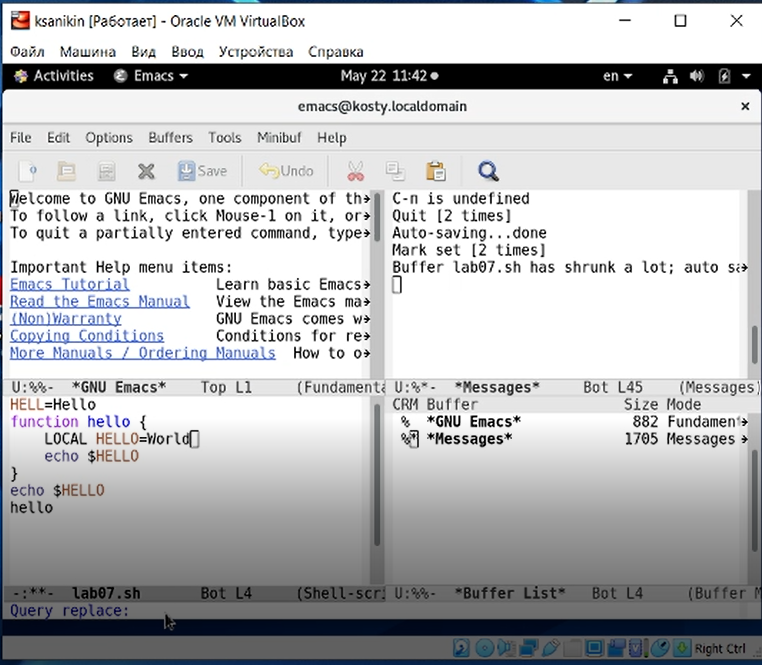 ksanikin [Работает] - Oracle VM VirtualBox
Файл Машина Вид Ввод Устройства Справка
Activities Emacs May 22 11:42 en
emacs@kosty.localdomain
File Edit Options Buffers Tools Minibuf Help
Save Undo
Welcome to GNU Emacs, one component of th
To follow a link, click Mouse-1 on it, or
To quit a partially entered command, type
Important Help menu items:
Emacs Tutorial Learn basic Emacs
Read the Emacs Manual View the Emacs ma
(Non)Warranty GNU Emacs comes w
Copying Conditions Conditions for re
More Manuals / Ordering Manuals How to o
U:%%- *GNU Emacs* Top L1 (Fundamenta
C-n is undefined
Quit [2 times]
Auto-saving...done
Mark set [2 times]
Buffer lab07.sh has shrunk a lot; auto sa
U:%*- *Messages* Bot L45 (Messages)
HELL=Hello
function hello {
LOCAL HELLO=World
echo $HELLO
}
echo $HELLO
hello
-:**- lab07.sh Bot L4 (Shell-scri
CRM Buffer Size Mode
% *GNU Emacs* 882 Fundament
%* *Messages* 1705 Messages
U:%%- *Buffer List* Bot L4 (Buffer M
Query replace:
Right Ctrl